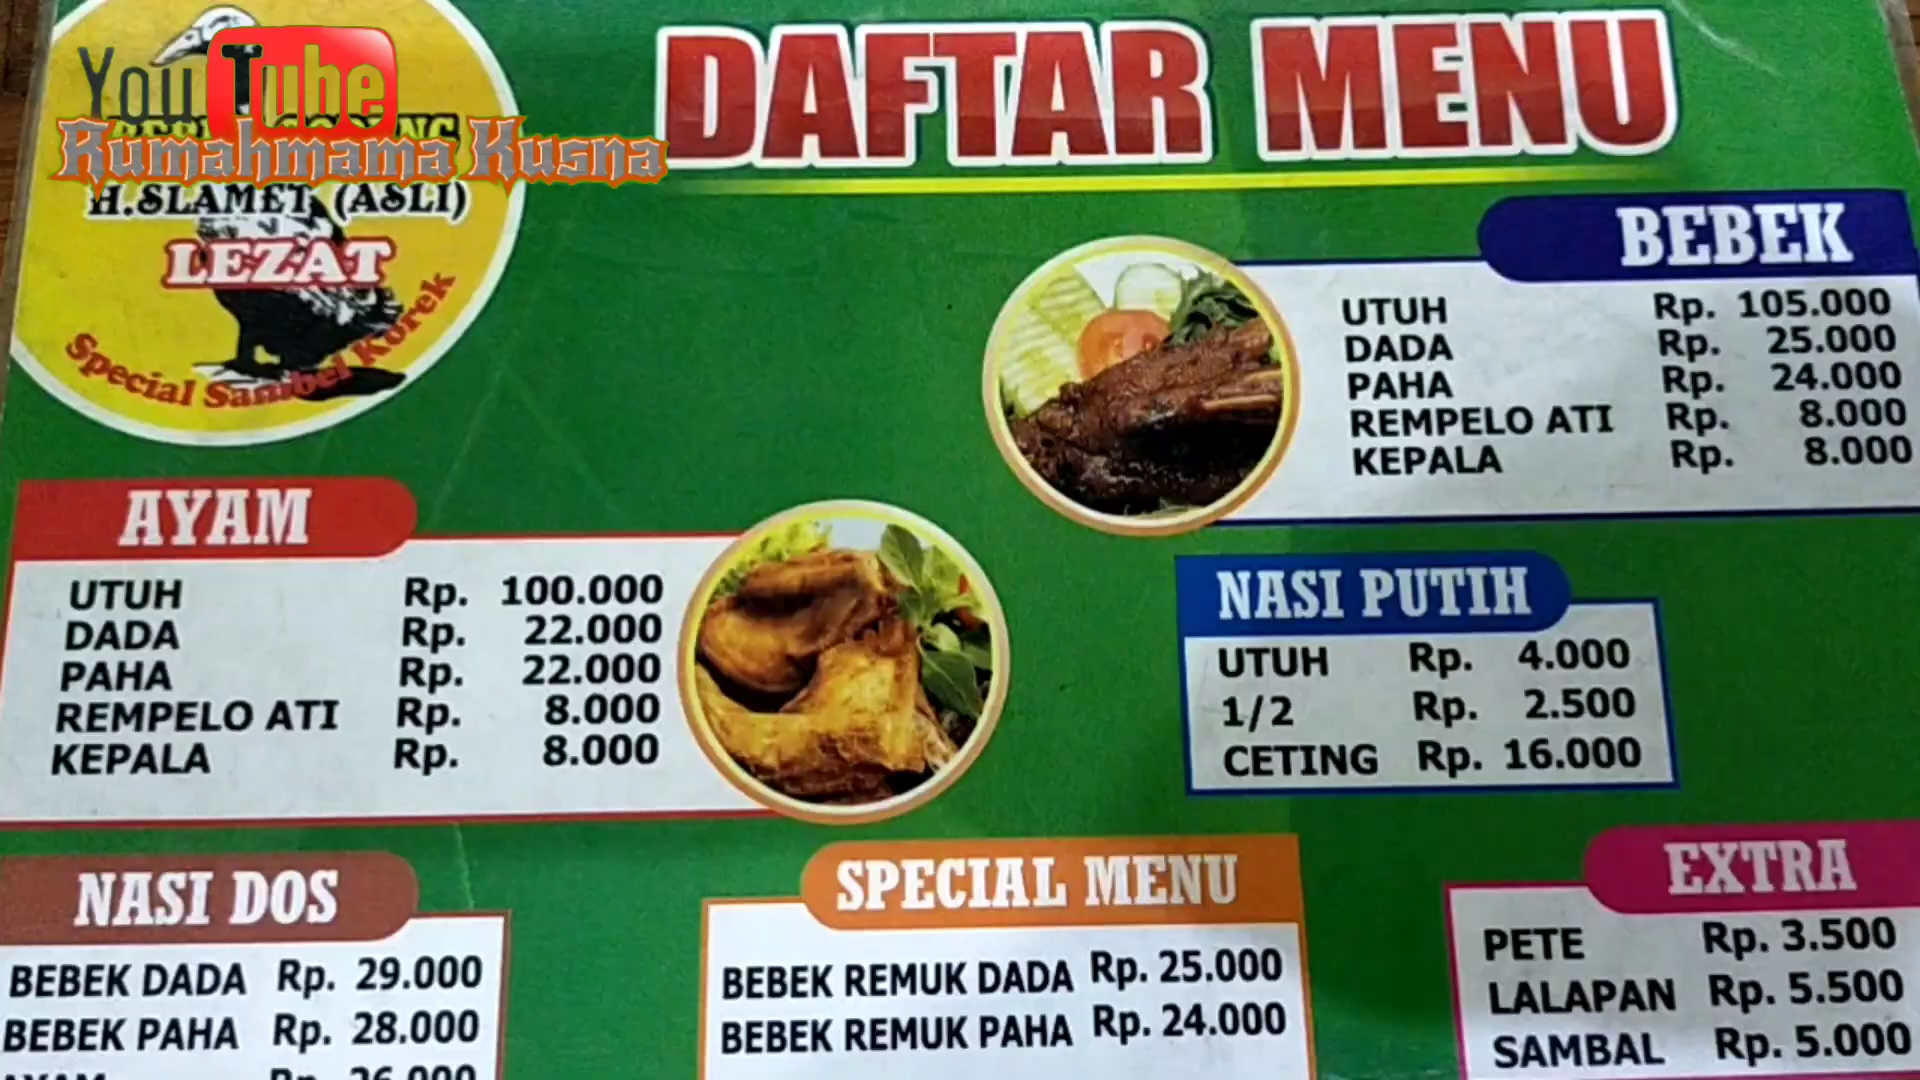 YouTube
Rumahmama Kusna
H.SLAMET (ASLI)
LEZAT
Special Sambel Korek
DAFTAR MENU
BEBEK
UTUH Rp. 105.000
DADA Rp. 25.000
PAHA Rp. 24.000
REMPELO ATI Rp. 8.000
KEPALA Rp. 8.000
AYAM
UTUH Rp. 100.000
DADA Rp. 22.000
PAHA Rp. 22.000
REMPELO ATI Rp. 8.000
KEPALA Rp. 8.000
NASI PUTIH
UTUH Rp. 4.000
1/2 Rp. 2.500
CETING Rp. 16.000
NASI DOS
BEBEK DADA Rp. 29.000
BEBEK PAHA Rp. 28.000
AYAM Rp. 26.000
SPECIAL MENU
BEBEK REMUK DADA Rp. 25.000
BEBEK REMUK PAHA Rp. 24.000
EXTRA
PETE Rp. 3.500
LALAPAN Rp. 5.500
SAMBAL Rp. 5.000